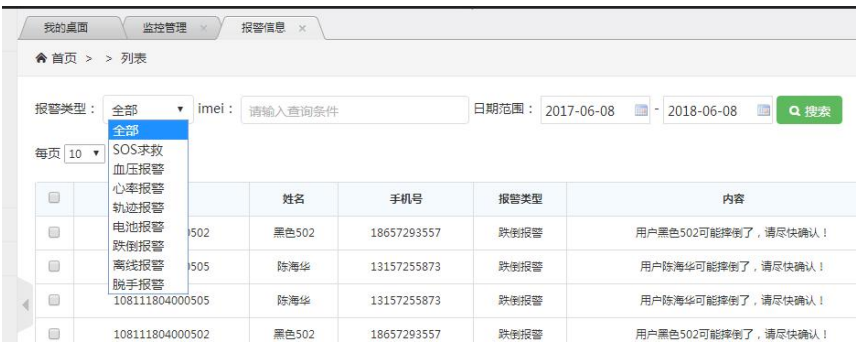 我的桌面 监控管理 × 报警信息 ×
首页 > > 列表
报警类型： 全部 imei： 请输入查询条件 日期范围： 2017-06-08 - 2018-06-08 搜索
全部
SOS求救
血压报警
心率报警
轨迹报警
电池报警
跌倒报警
离线报警
脱手报警
每页 10
姓名 手机号 报警类型 内容
0502 黑色502 18657293557 跌倒报警 用户黑色502可能摔倒了，请尽快确认！
0505 陈海华 13157255873 跌倒报警 用户陈海华可能摔倒了，请尽快确认！
108111804000505 陈海华 13157255873 跌倒报警 用户陈海华可能摔倒了，请尽快确认！
108111804000502 黑色502 18657293557 跌倒报警 用户黑色502可能摔倒了，请尽快确认！